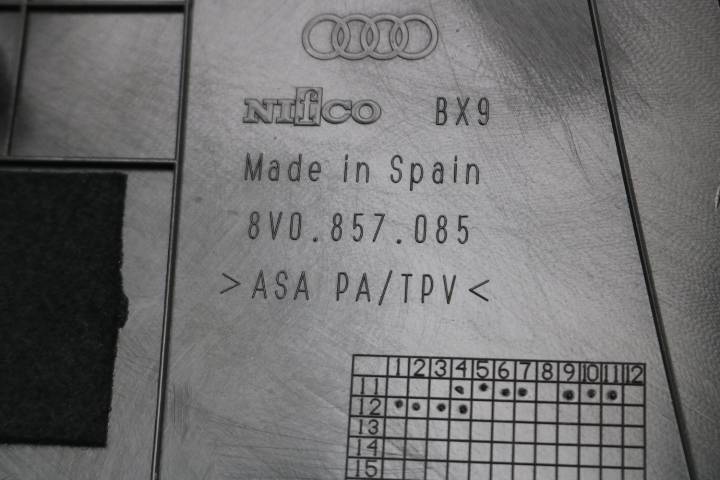 NIfCO BX9
Made in Spain
8V0.857.085
>ASA PA/TPV<
1 2 3 4 5 6 7 8 9 10 11 12
11
12
13
14
15